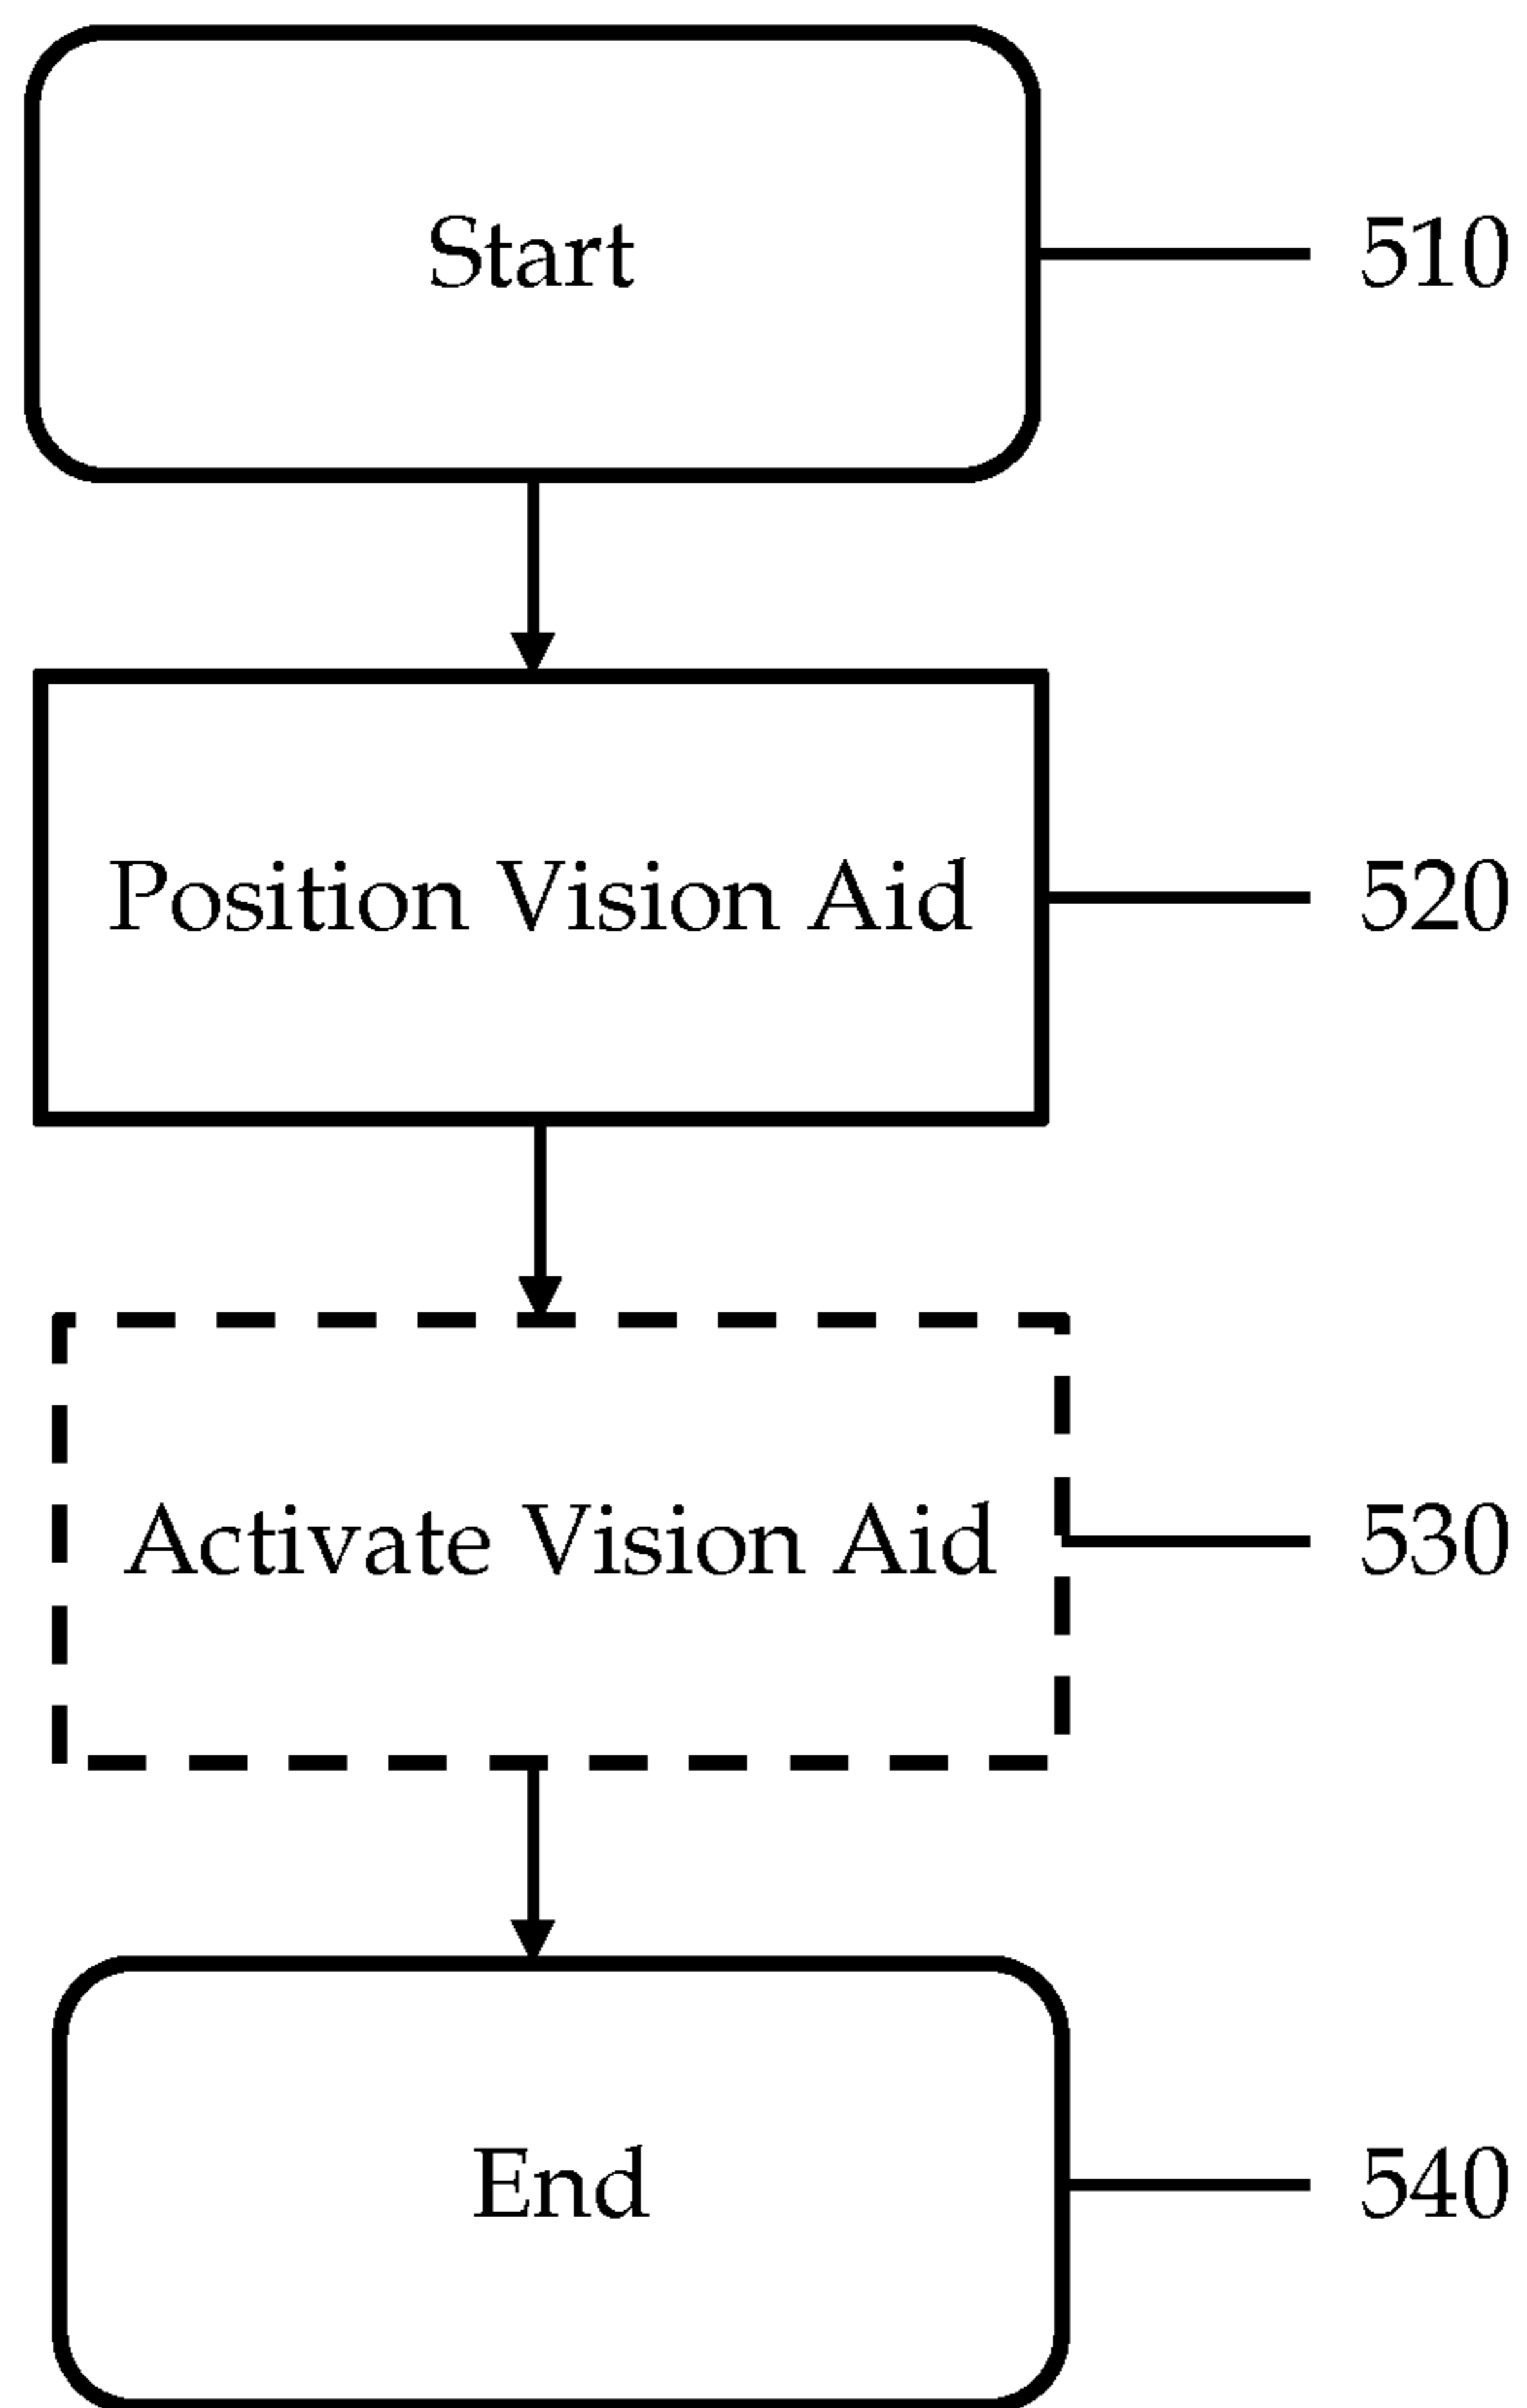 Start
510
Position Vision Aid
520
Activate Vision Aid
530
End
540